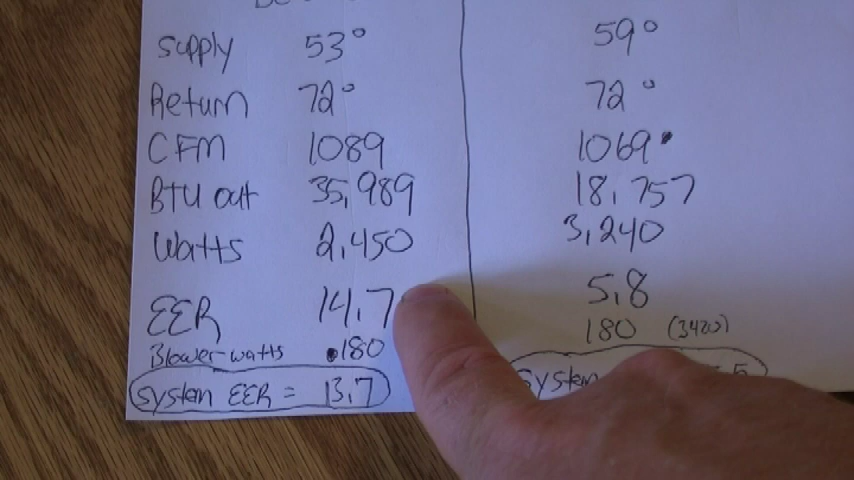 Supply 53° 59°
Return 72° 72°
CFM 1089 1069
BTU out 35,989 18,757
Watts 2,450 3,240
EER 14.7 5.8
Blower watts 180 180 (3420)
System EER = 13.7 System